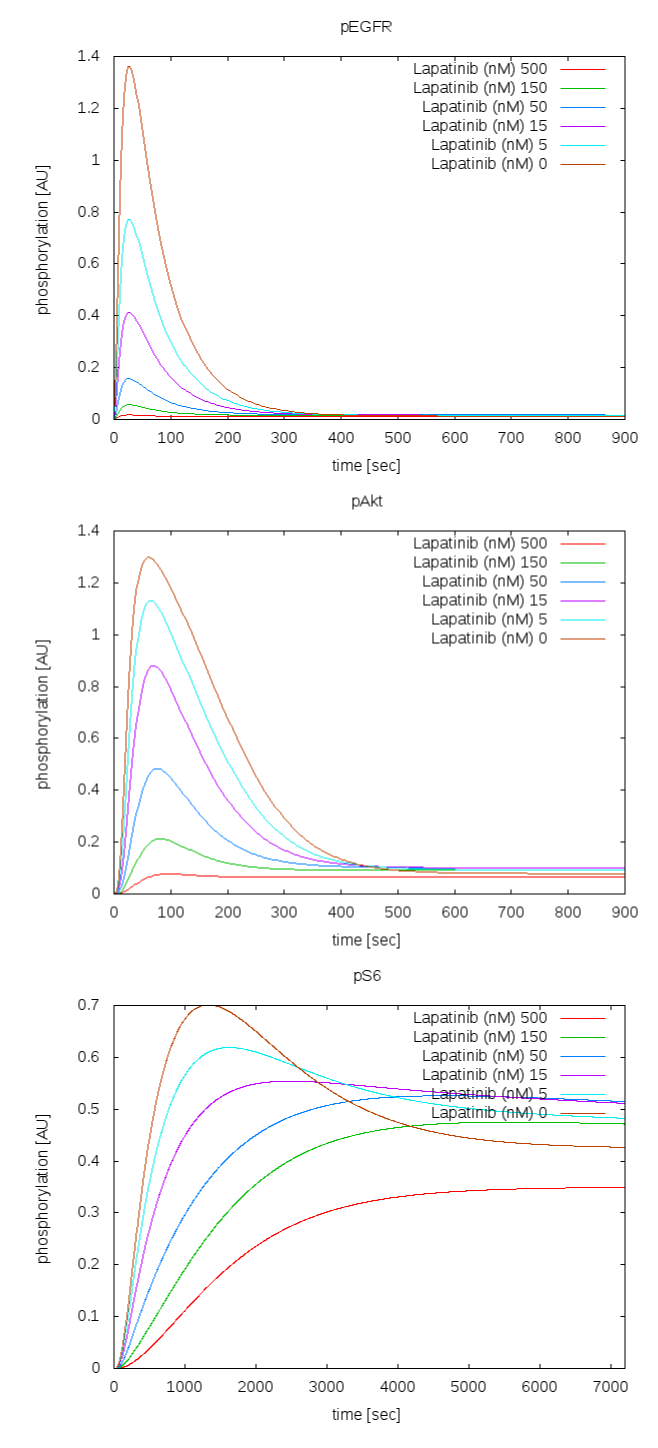 pEGFR
1.4
1.2
1
0.8
0.6
0.4
0.2
0
phosphorylation [AU]
Lapatinib (nM) 500
Lapatinib (nM) 150
Lapatinib (nM) 50
Lapatinib (nM) 15
Lapatinib (nM) 5
Lapatinib (nM) 0
0 100 200 300 400 500 600 700 800 900
time [sec]
pAkt
1.4
1.2
1
0.8
0.6
0.4
0.2
0
phosphorylation [AU]
Lapatinib (nM) 500
Lapatinib (nM) 150
Lapatinib (nM) 50
Lapatinib (nM) 15
Lapatinib (nM) 5
Lapatinib (nM) 0
0 100 200 300 400 500 600 700 800 900
time [sec]
pS6
0.7
0.6
0.5
0.4
0.3
0.2
0.1
0
phosphorylation [AU]
Lapatinib (nM) 500
Lapatinib (nM) 150
Lapatinib (nM) 50
Lapatinib (nM) 15
Lapatinib (nM) 5
Lapatinib (nM) 0
0 1000 2000 3000 4000 5000 6000 7000
time [sec]